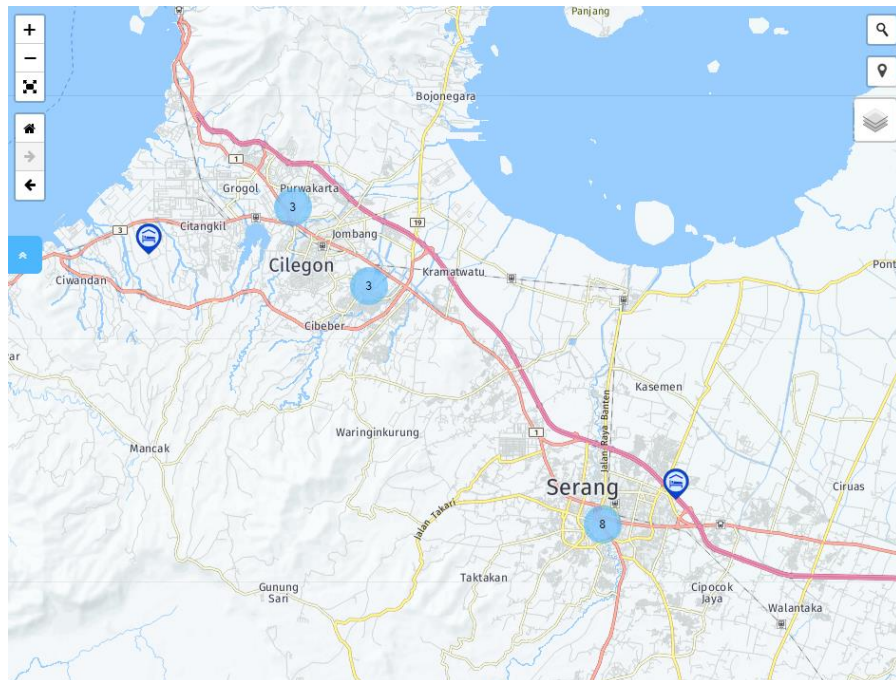 Panjang
Bojonegara
1
Grogol
Purwakarta
3
3
Citangkil
19
Jombang
Cilegon
Kramatwatu
Pont
Ciwandan
3
Cibeber
ar
Kasemen
Mancak
Waringinkurung
1
Jalan Raya Banten
Serang
Ciruas
Jalan Takari
8
Taktakan
Gunung
Sari
Cipocok
Jaya
Walantaka